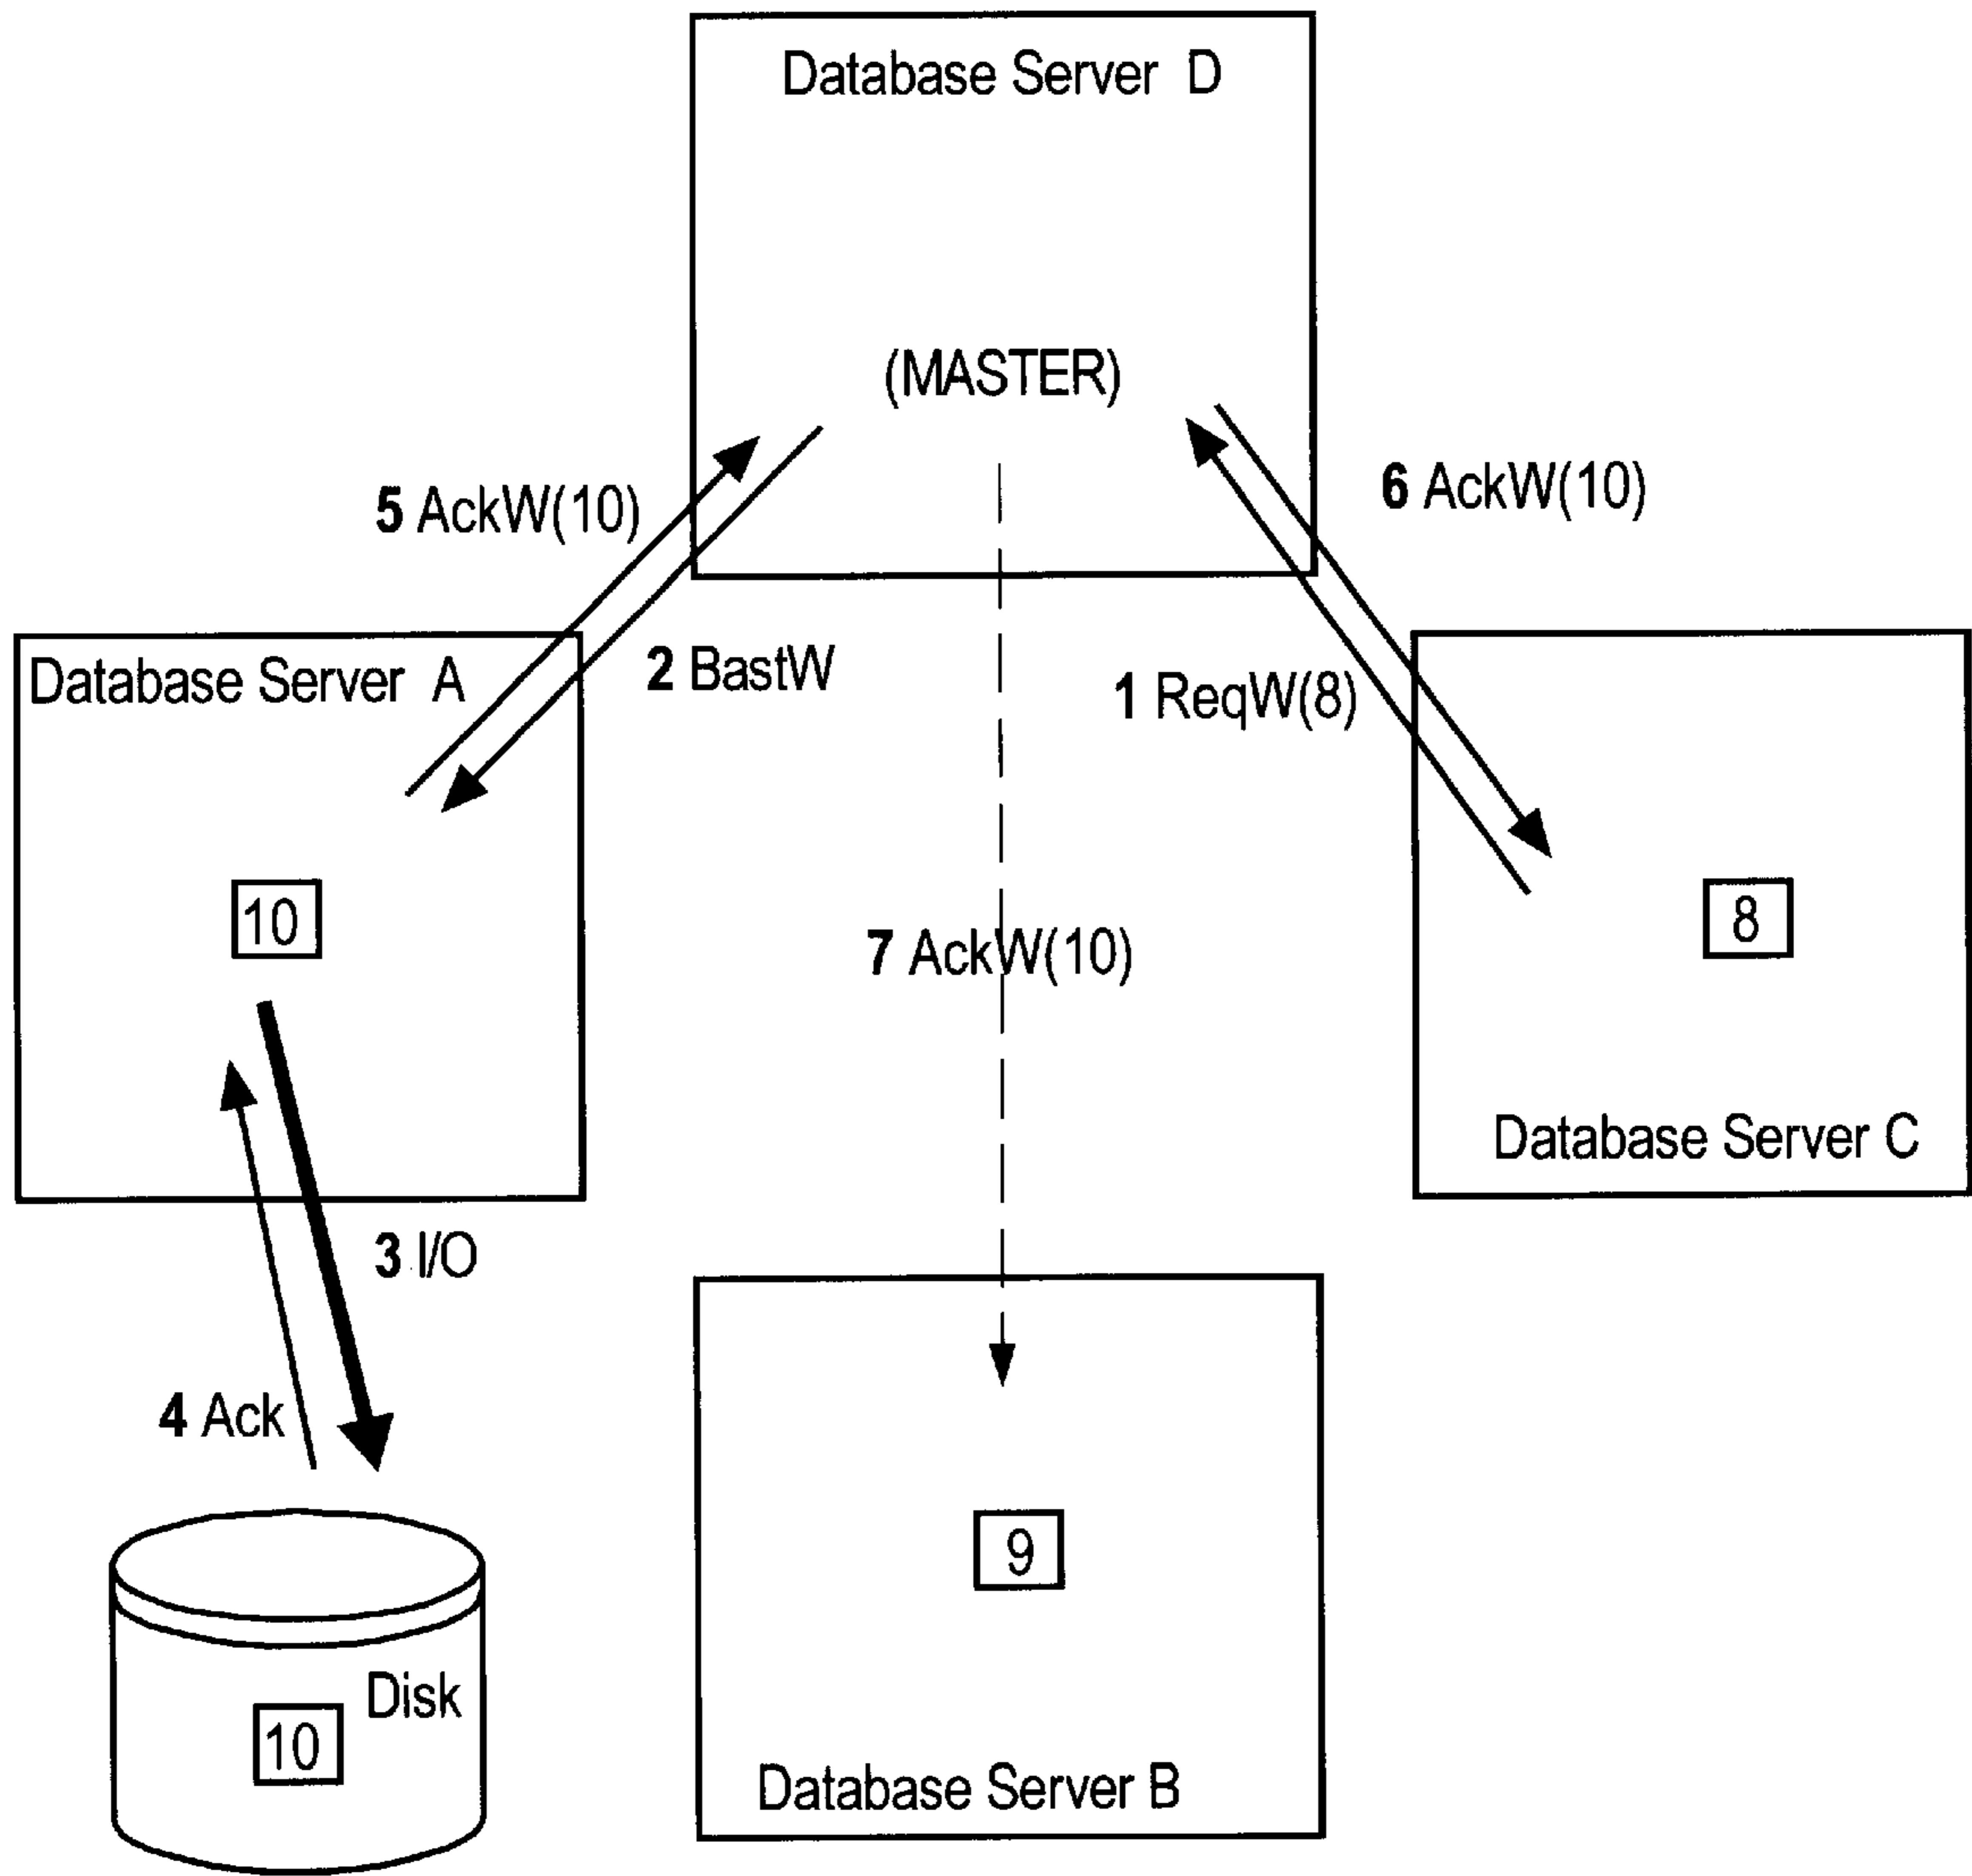 Database Server D
(MASTER)
5 AckW(10)
6 AckW(10)
Database Server A
2 BastW
1 ReqW(8)
10
8
7 AckW(10)
Database Server C
3 I/O
4 Ack
9
Disk
10
Database Server B